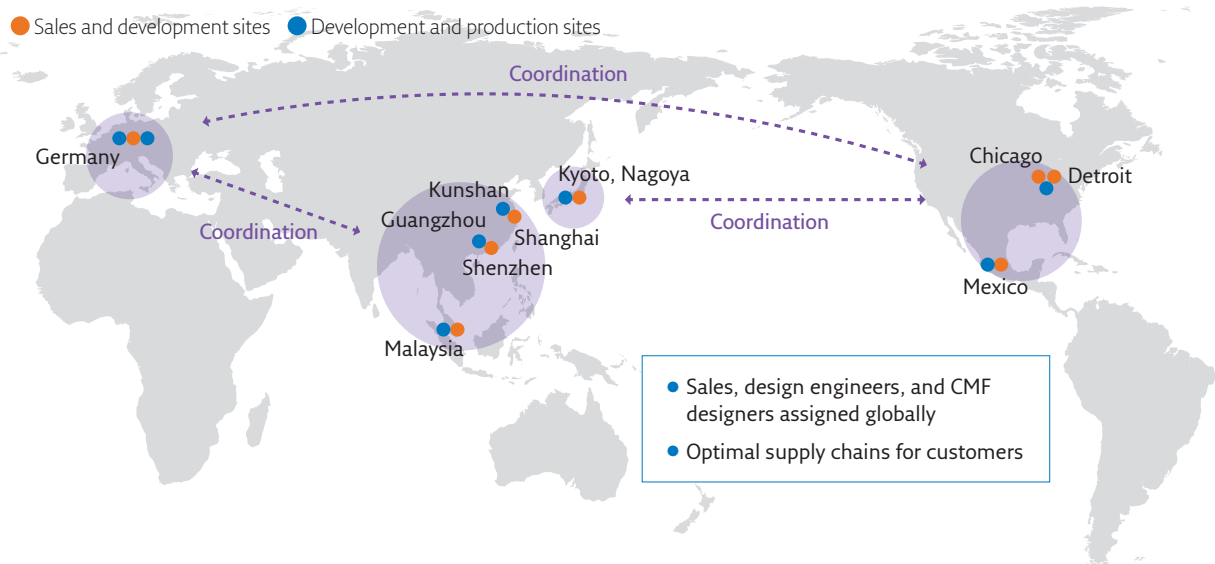 Sales and development sites
Development and production sites
Coordination
Germany
Chicago
Detroit
Kyoto, Nagoya
Kunshan
Guangzhou
Coordination
Shanghai
Coordination
Shenzhen
Mexico
Malaysia
Sales, design engineers, and CMF
designers assigned globally
Optimal supply chains for customers